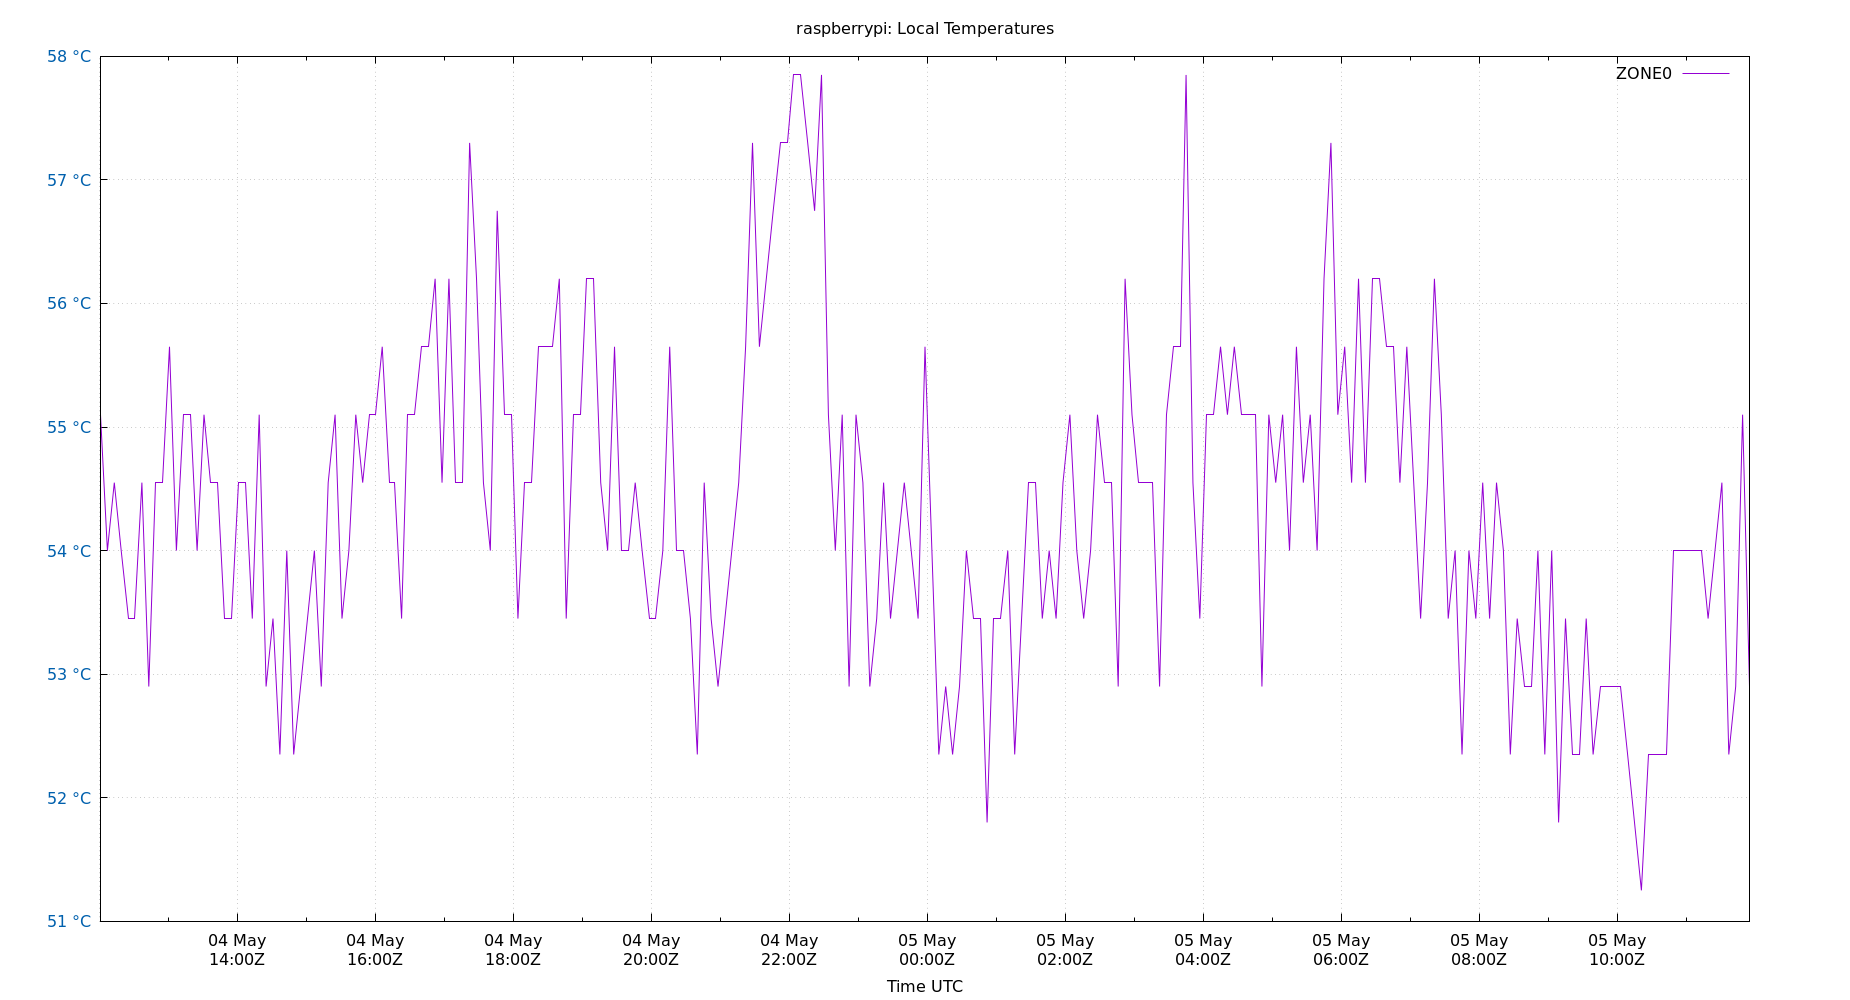 raspberrypi: Local Temperatures
58 °C
57 °C
56 °C
55 °C
54 °C
53 °C
52 °C
51 °C
ZONE0
04 May 04 May 04 May 04 May 04 May 05 May 05 May 05 May 05 May 05 May 05 May
14:00Z 16:00Z 18:00Z 20:00Z 22:00Z 00:00Z 02:00Z 04:00Z 06:00Z 08:00Z 10:00Z
Time UTC